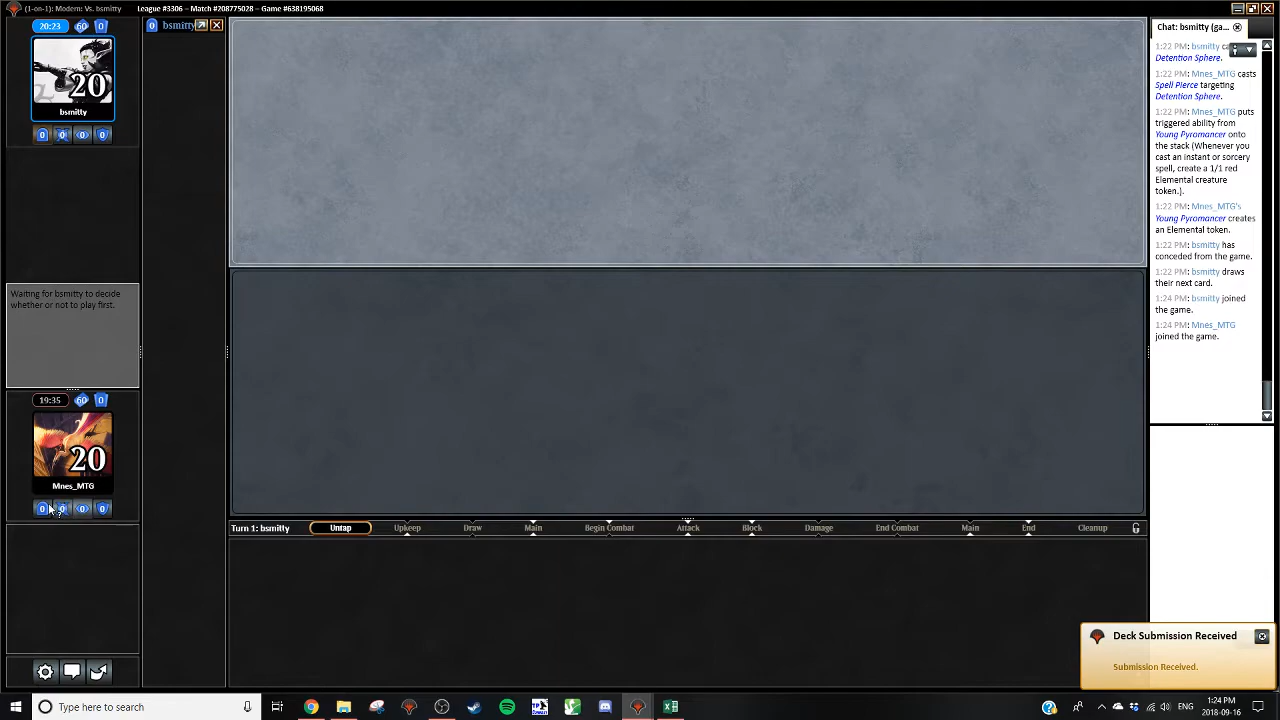 (1-on-1) Modern: Vs. bsmitty League #3306 – Match #208775028 – Game #638195068
20:23 60 0
20
bsmitty
0 0 0 0
0 bsmitty
Waiting for bsmitty to decide
whether or not to play first.
19:35 60 0
20
Mnes_MTG
0 0 0 0
Turn 1: bsmitty Untap Upkeep Draw Main Begin Combat Attack Block Damage End Combat Main End Cleanup
Chat: bsmitty (ga...
1:22 PM: bsmitty ca
Detention Sphere.
1:22 PM: Mnes_MTG casts
Spell Pierce targeting
Detention Sphere.
1:22 PM: Mnes_MTG puts
triggered ability from
Young Pyromancer onto
the stack (Whenever you
cast an instant or sorcery
spell, create a 1/1 red
Elemental creature
token.).
1:22 PM: Mnes_MTG's
Young Pyromancer creates
an Elemental token.
1:22 PM: bsmitty has
conceded from the game.
1:22 PM: bsmitty draws
their next card.
1:24 PM: bsmitty joined
the game.
1:24 PM: Mnes_MTG
joined the game.
Deck Submission Received
Submission Received.
Type here to search
ENG
1:24 PM
2018-09-16